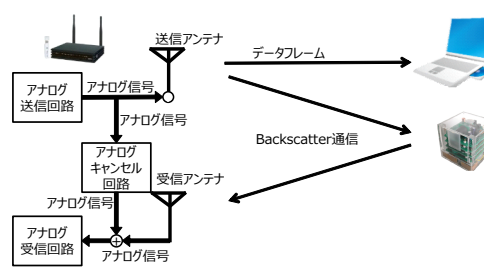 送信アンテナ
データフレーム
アナログ
送信回路
アナログ信号
アナログ信号
Backscatter通信
アナログ
キャンセル
回路
受信アンテナ
アナログ信号
アナログ
受信回路
アナログ信号